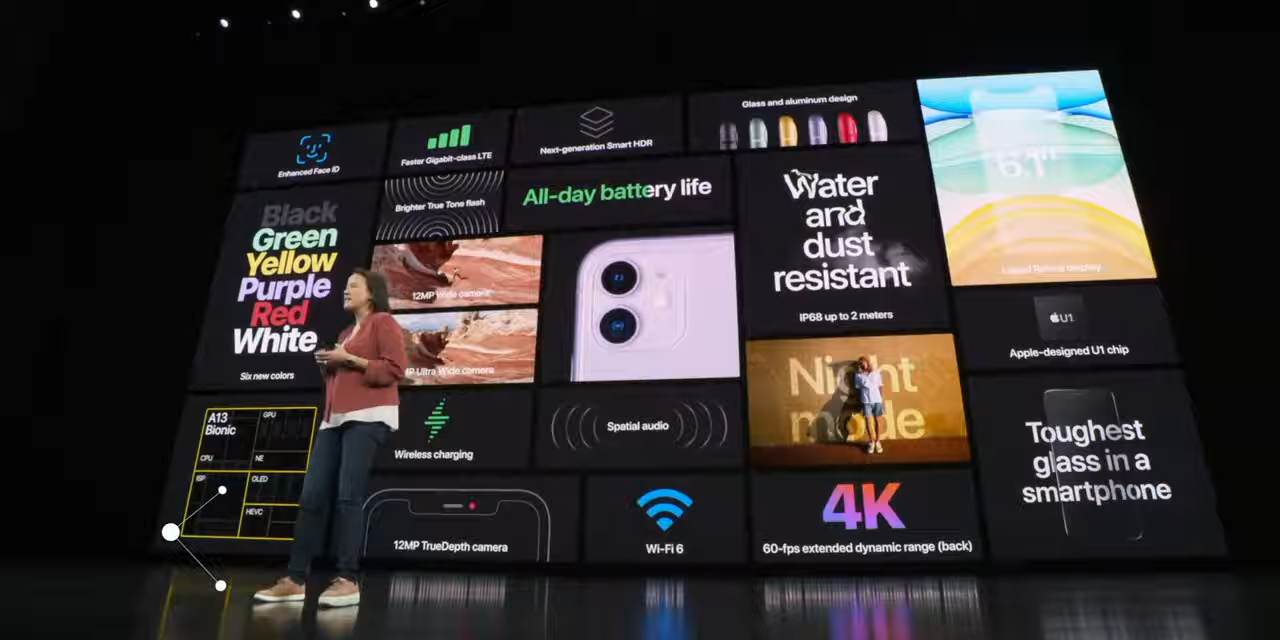 Enhanced Face ID
Faster Gigabit-class LTE
Next-generation Smart HDR
Glass and aluminum design
6.1"
Liquid Retina display
Black
Green
Yellow
Purple
Red
White
Six new colors
Brighter True Tone flash
All-day battery life
12MP Wide camera
MP Ultra Wide camera
Water
and
dust
resistant
IP68 up to 2 meters
U1
Apple-designed U1 chip
Night
mode
A13
Bionic
GPU
CPU
NE
ISP
OLED
HEVC
Wireless charging
Spatial audio
Toughest
glass in a
smartphone
12MP TrueDepth camera
Wi-Fi 6
4K
60-fps extended dynamic range (back)